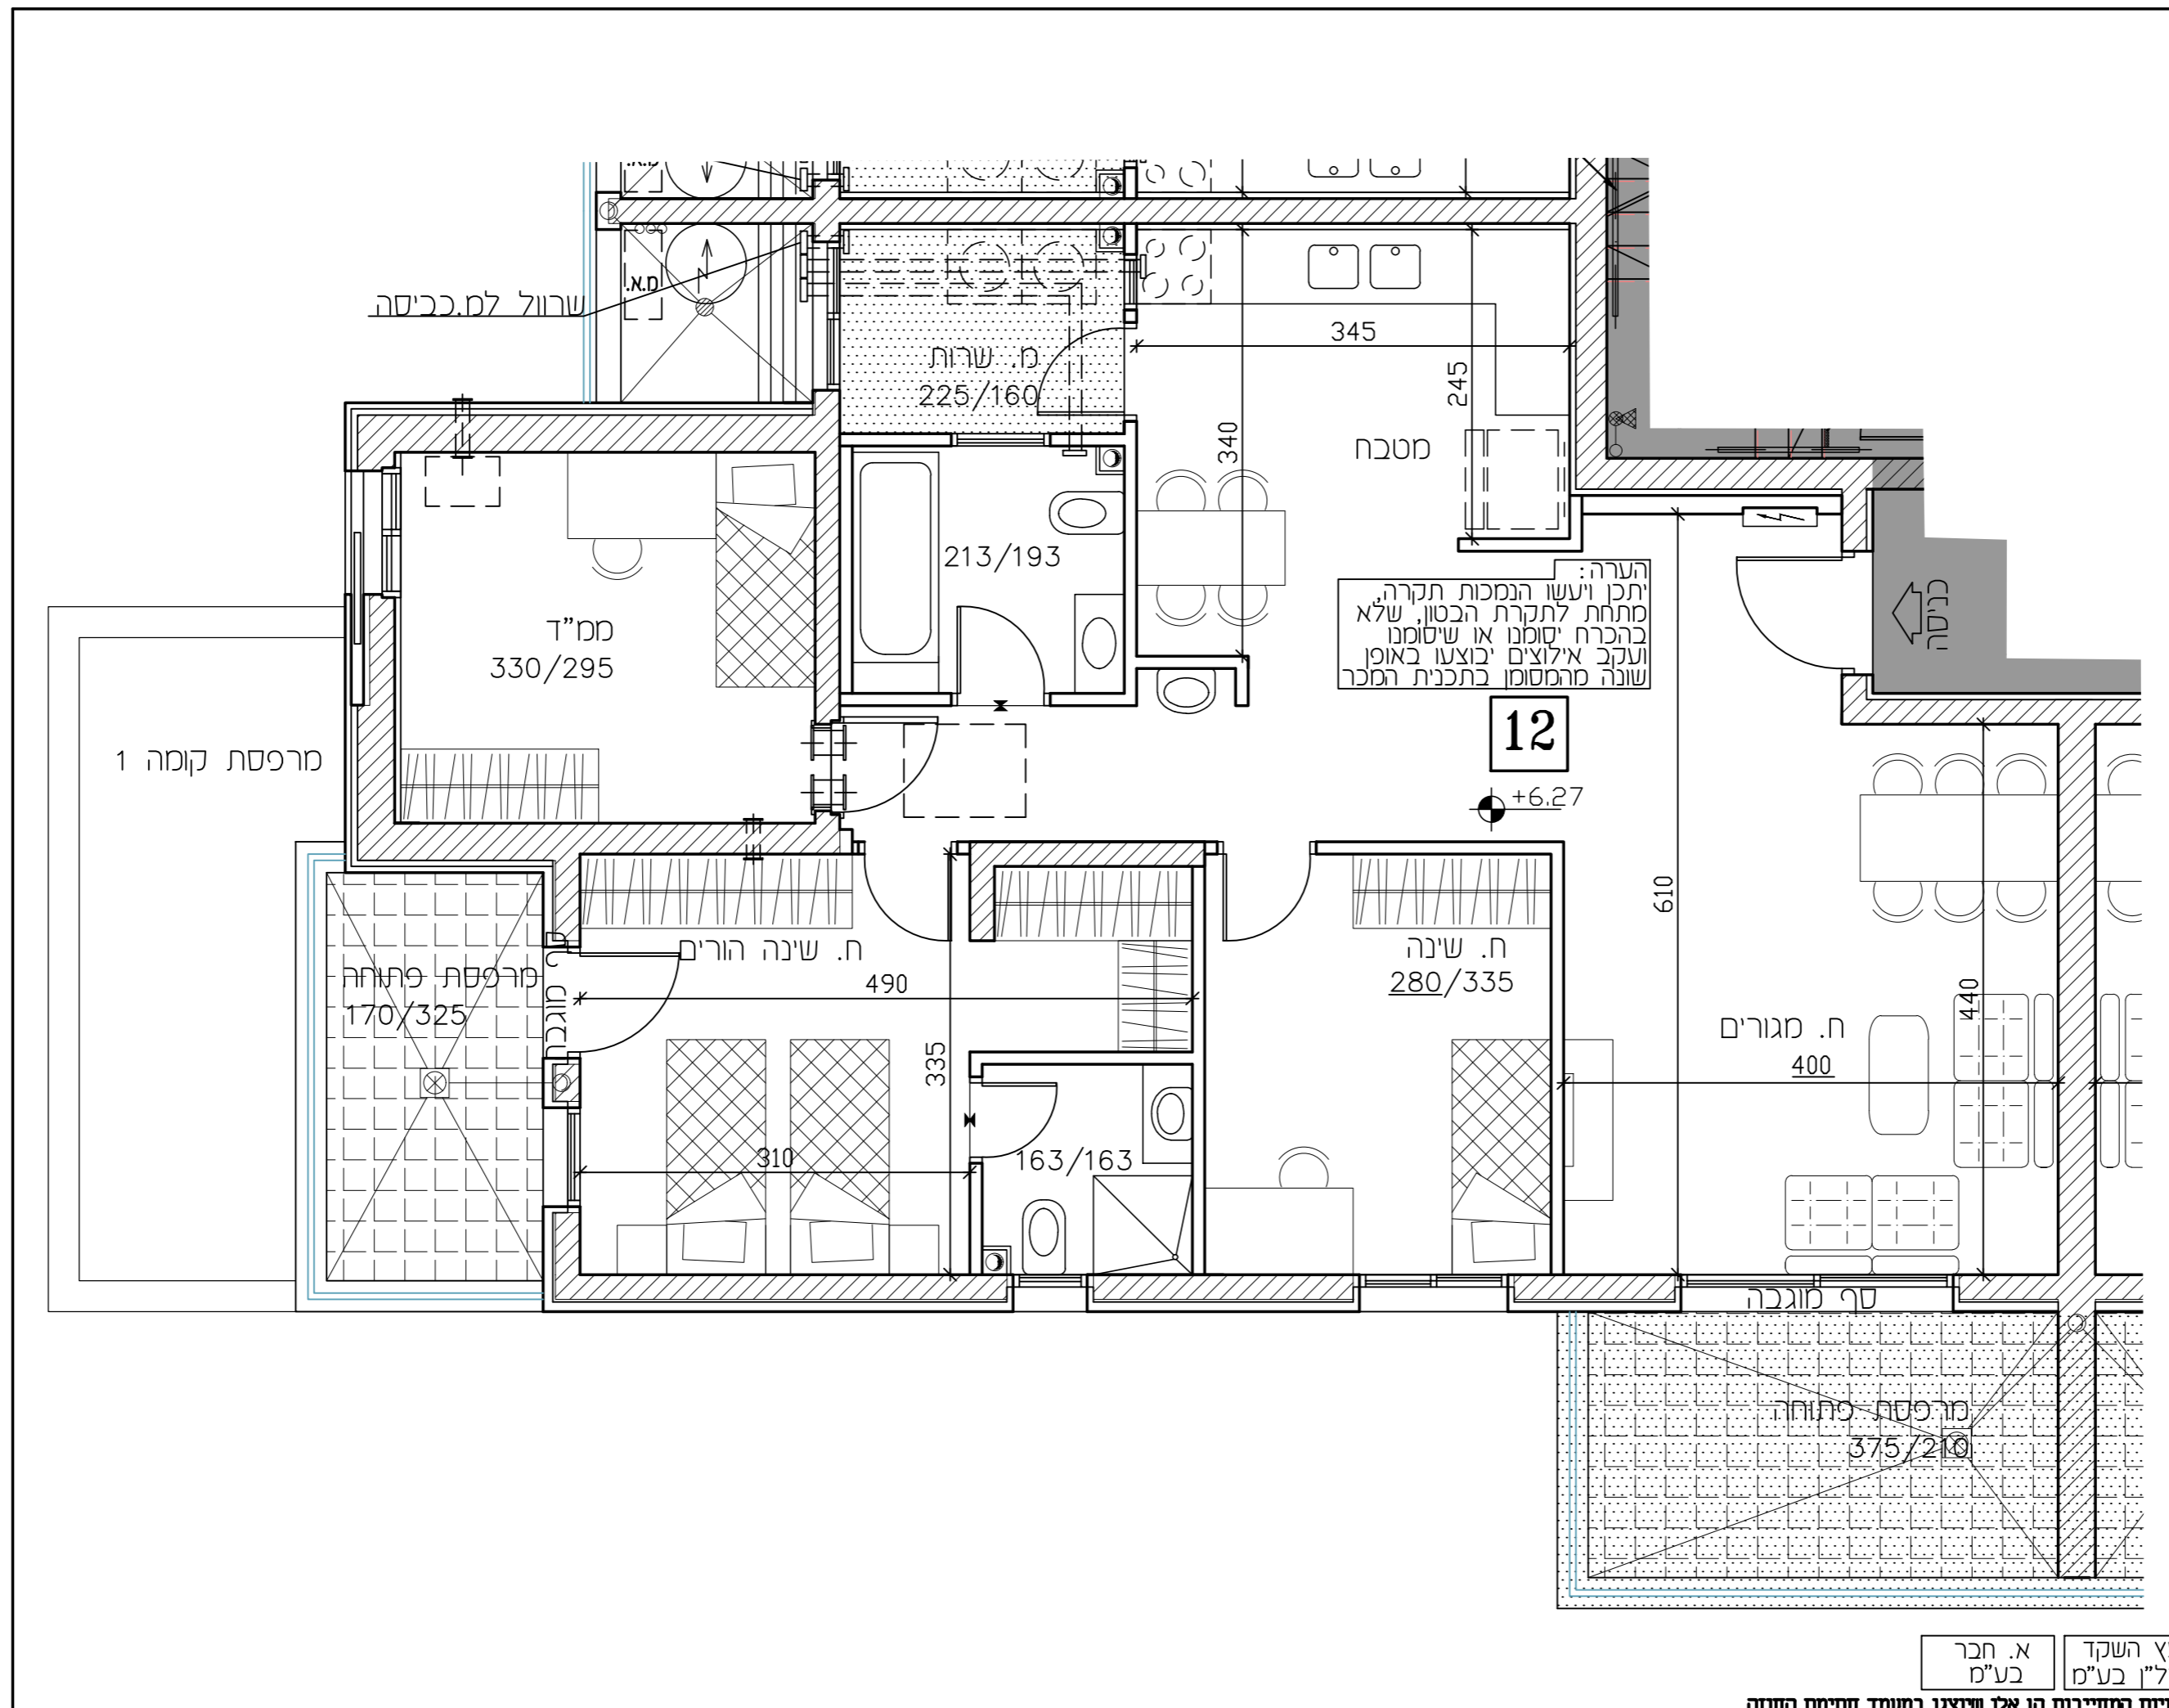 מ.א.
מ.א.
שרוול למ.כביסה
מ. שרות
225/160
345
245
340
מטבח
213/193
ממ"ד
330/295
הערה:
יתכן ויעשו הנמכות תקרה,
מתחת לתקרת הבטון, שלא
בהכרח יסומנו או שיסומנו
ועקב אילוצים יבוצעו באופן
שונה מהמסומן בתכנית המכר
כניסה
12
+6.27
מרפסת קומה 1
610
440
ח. שינה הורים
490
ח. שינה
280/335
מרפסת פתוחה
170/325
מוגבה
335
ח. מגורים
400
310
163/163
סף מוגבה
מרפסת פתוחה
375/210
א. חבר
בע"מ
השקד
בע"מ